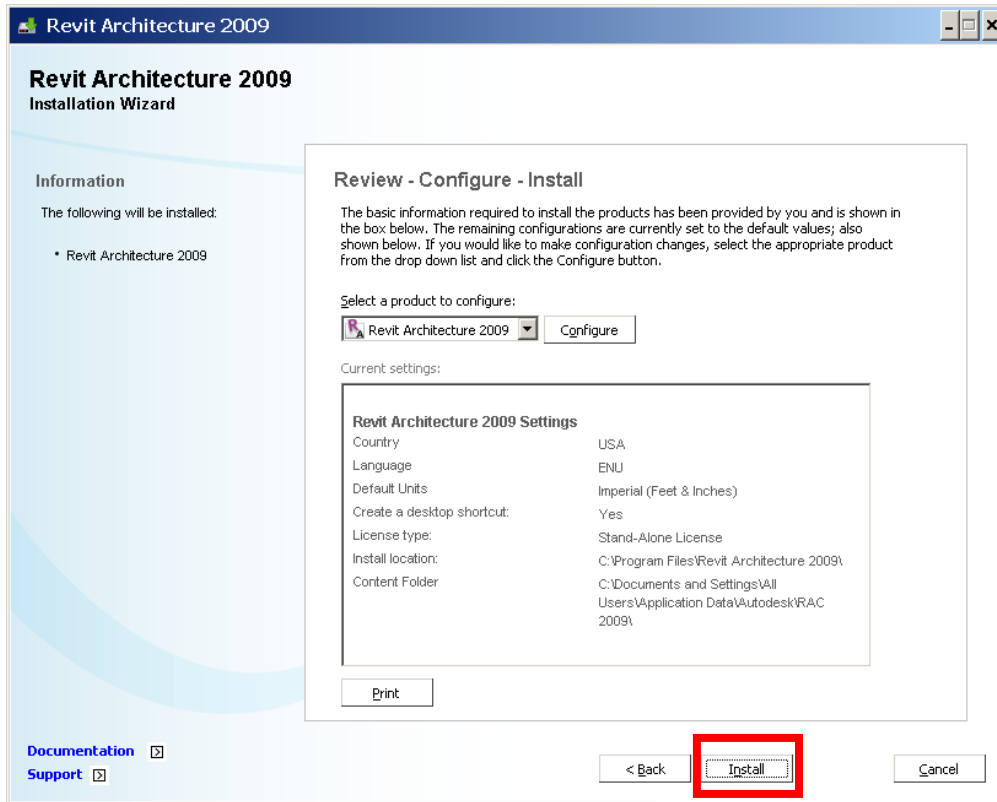 Revit Architecture 2009
Revit Architecture 2009
Installation Wizard
Information
The following will be installed:
• Revit Architecture 2009
Review - Configure - Install
The basic information required to install the products has been provided by you and is shown in
the box below. The remaining configurations are currently set to the default values; also
shown below. If you would like to make configuration changes, select the appropriate product
from the drop down list and click the Configure button.
Select a product to configure:
Revit Architecture 2009
Configure
Current settings:
Revit Architecture 2009 Settings
Country USA
Language ENU
Default Units Imperial (Feet & Inches)
Create a desktop shortcut: Yes
License type: Stand-Alone License
Install location: C:\Program Files\Revit Architecture 2009\
Content Folder C:\Documents and Settings\All
Users\Application Data\Autodesk\RAC
2009\
Print
Documentation
Support
< Back
Install
Cancel